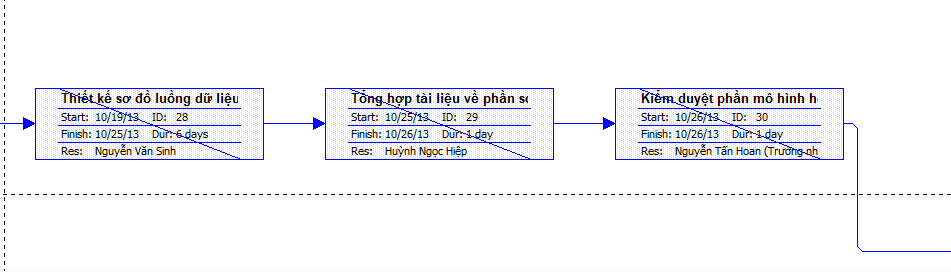 Thiết kế sơ đồ luồng dữ liệu
Start: 10/19/13 ID: 28
Finish: 10/25/13 Dur: 6 days
Res: Nguyễn Văn Sinh
Tổng hợp tài liệu về phần sơ
Start: 10/25/13 ID: 29
Finish: 10/26/13 Dur: 1 day
Res: Huỳnh Ngọc Hiệp
Kiểm duyệt phần mô hình h
Start: 10/26/13 ID: 30
Finish: 10/26/13 Dur: 1 day
Res: Nguyễn Tấn Hoan (Trưởng nh